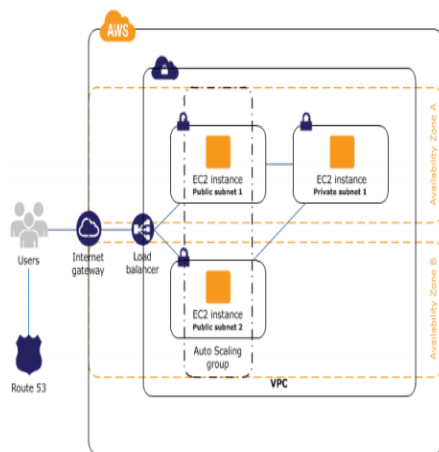 AWS
Availability Zone A
EC2 instance
Public subnet 1
EC2 instance
Private subnet 1
Users
Internet
gateway
Load
balancer
Availability Zone B
EC2 instance
Public subnet 2
Auto Scaling
group
VPC
Route 53